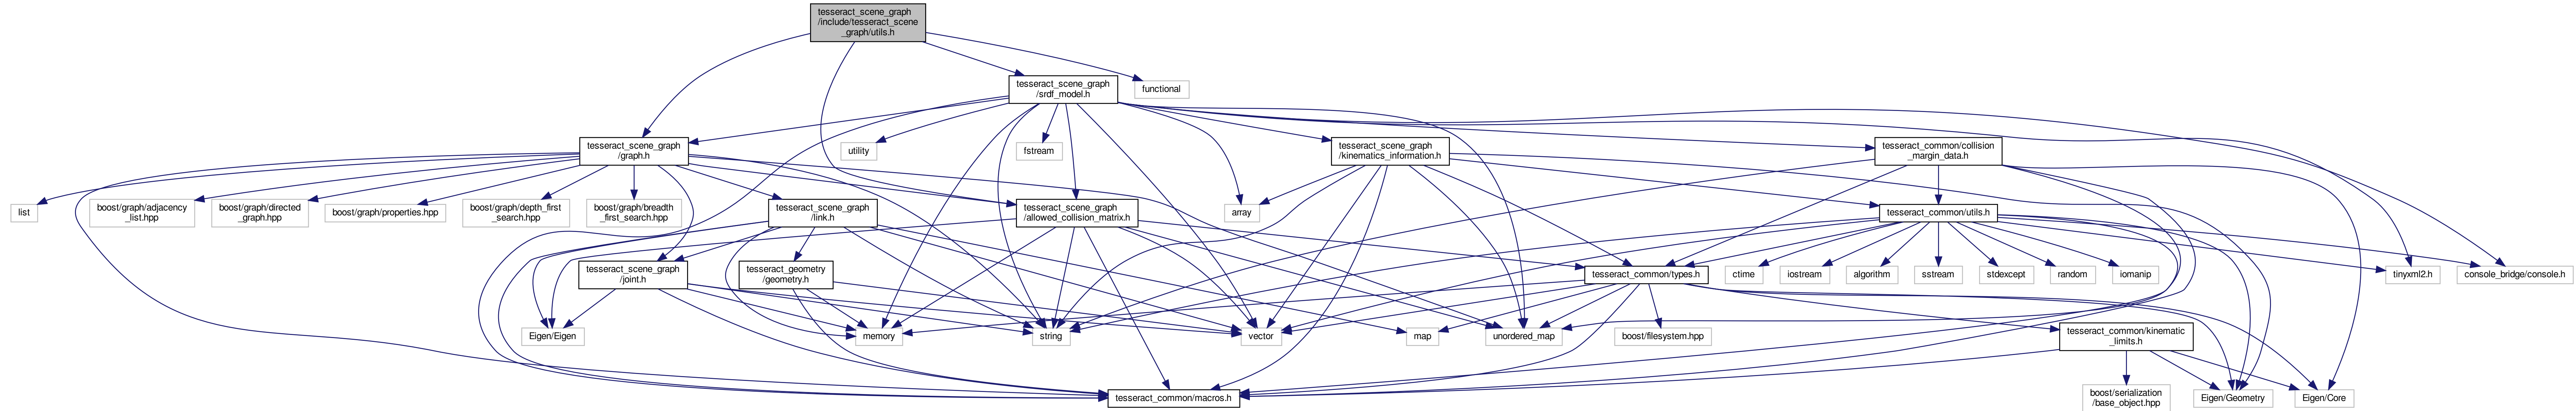 tesseract_scene_graph
/include/tesseract_scene
_graph/utils.h
tesseract_scene_graph
/srdf_model.h
functional
tesseract_scene_graph
/graph.h
utility
fstream
tesseract_scene_graph
/kinematics_information.h
tesseract_common/collision
_margin_data.h
list
boost/graph/adjacency
_list.hpp
boost/graph/directed
_graph.hpp
boost/graph/properties.hpp
boost/graph/depth_first
_search.hpp
boost/graph/breadth
_first_search.hpp
tesseract_scene_graph
/link.h
tesseract_scene_graph
/allowed_collision_matrix.h
array
tesseract_common/utils.h
tesseract_scene_graph
/joint.h
tesseract_geometry
/geometry.h
tesseract_common/types.h
ctime
iostream
algorithm
sstream
stdexcept
random
iomanip
tinyxml2.h
console_bridge/console.h
Eigen/Eigen
memory
string
vector
map
unordered_map
boost/filesystem.hpp
tesseract_common/kinematic
_limits.h
tesseract_common/macros.h
boost/serialization
/base_object.hpp
Eigen/Geometry
Eigen/Core